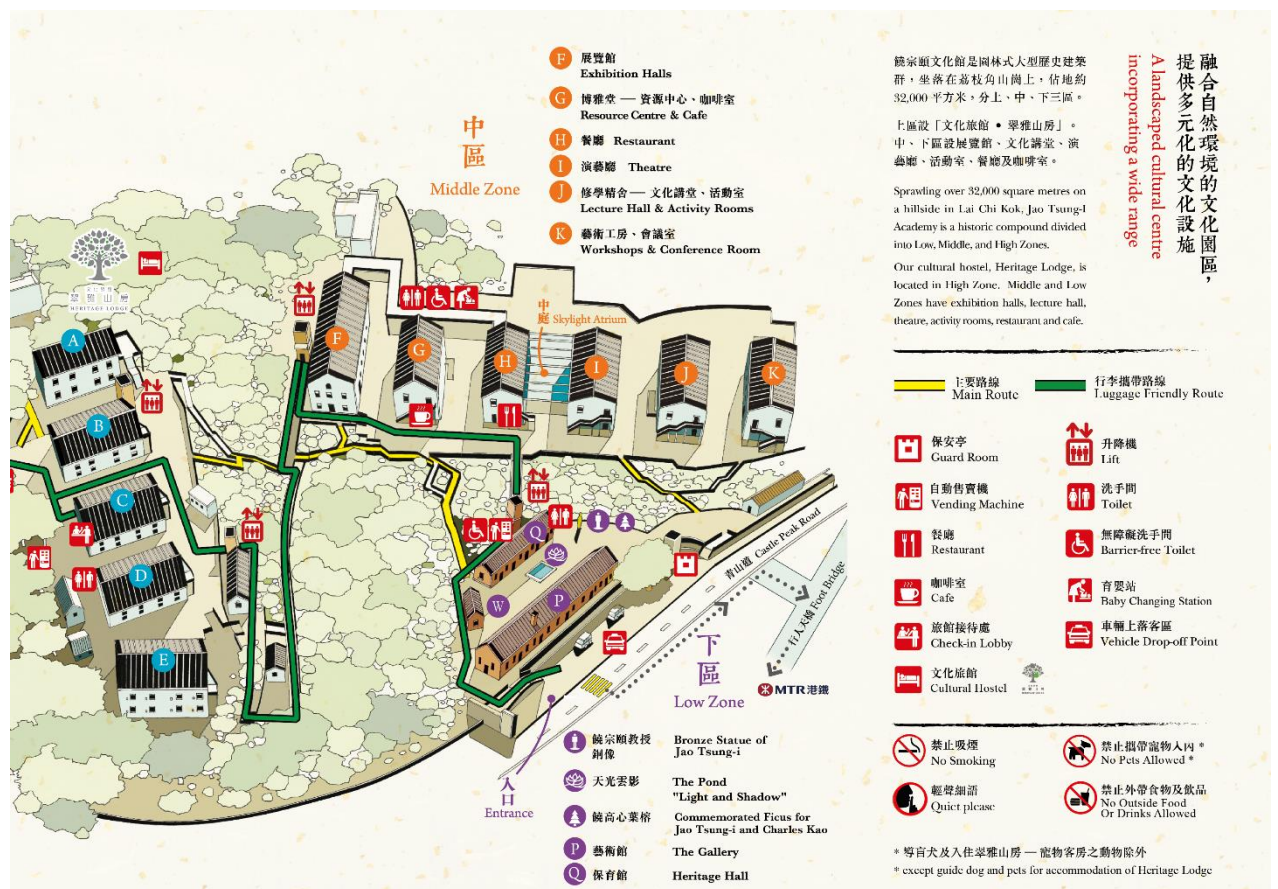 F 展覽館
Exhibition Halls
G 博雅堂 — 資源中心、咖啡室
Resource Centre & Cafe
H 餐廳 Restaurant
I 演藝廳 Theatre
J 修學精舍 — 文化講堂、活動室
Lecture Hall & Activity Rooms
K 藝術工房、會議室
Workshops & Conference Room
中區
Middle Zone
文化旅館
翠雅山房
HERITAGE LODGE
A
B
C
D
E
F
G
H
I
J
K
中庭 Skylight Atrium
Q
W
P
青山道 Castle Peak Road
行人天橋 Foot Bridge
MTR 港鐵
下區
Low Zone
入口
Entrance
饒宗頤教授
銅像
Bronze Statue of
Jao Tsung-i
天光雲影
The Pond
"Light and Shadow"
饒高心葉榕
Commemorated Ficus for
Jao Tsung-i and Charles Kao
P 藝術館 The Gallery
Q 保育館 Heritage Hall
融合自然環境的文化園區，
提供多元化的文化設施
A landscaped cultural centre
incorporating a wide range
饒宗頤文化館是園林式大型歷史建築
群，坐落在荔枝角山崗上，佔地約
32,000 平方米，分上、中、下三區。
上區設「文化旅館 • 翠雅山房」。
中、下區設展覽館、文化講堂、演
藝廳、活動室、餐廳及咖啡室。
Sprawling over 32,000 square metres on
a hillside in Lai Chi Kok, Jao Tsung-I
Academy is a historic compound divided
into Low, Middle, and High Zones.
Our cultural hostel, Heritage Lodge, is
located in High Zone. Middle and Low
Zones have exhibition halls, lecture hall,
theatre, activity rooms, restaurant and cafe.
主要路線
Main Route
行李攜帶路線
Luggage Friendly Route
保安亭
Guard Room
升降機
Lift
自動售賣機
Vending Machine
洗手間
Toilet
餐廳
Restaurant
無障礙洗手間
Barrier-free Toilet
咖啡室
Cafe
育嬰站
Baby Changing Station
旅館接待處
Check-in Lobby
車輛上落客區
Vehicle Drop-off Point
文化旅館
Cultural Hostel
禁止吸煙
No Smoking
禁止攜帶寵物入內 *
No Pets Allowed *
輕聲細語
Quiet please
禁止外帶食物及飲品
No Outside Food
Or Drinks Allowed
* 導盲犬及入住翠雅山房 — 寵物客房之動物除外
* except guide dog and pets for accommodation of Heritage Lodge